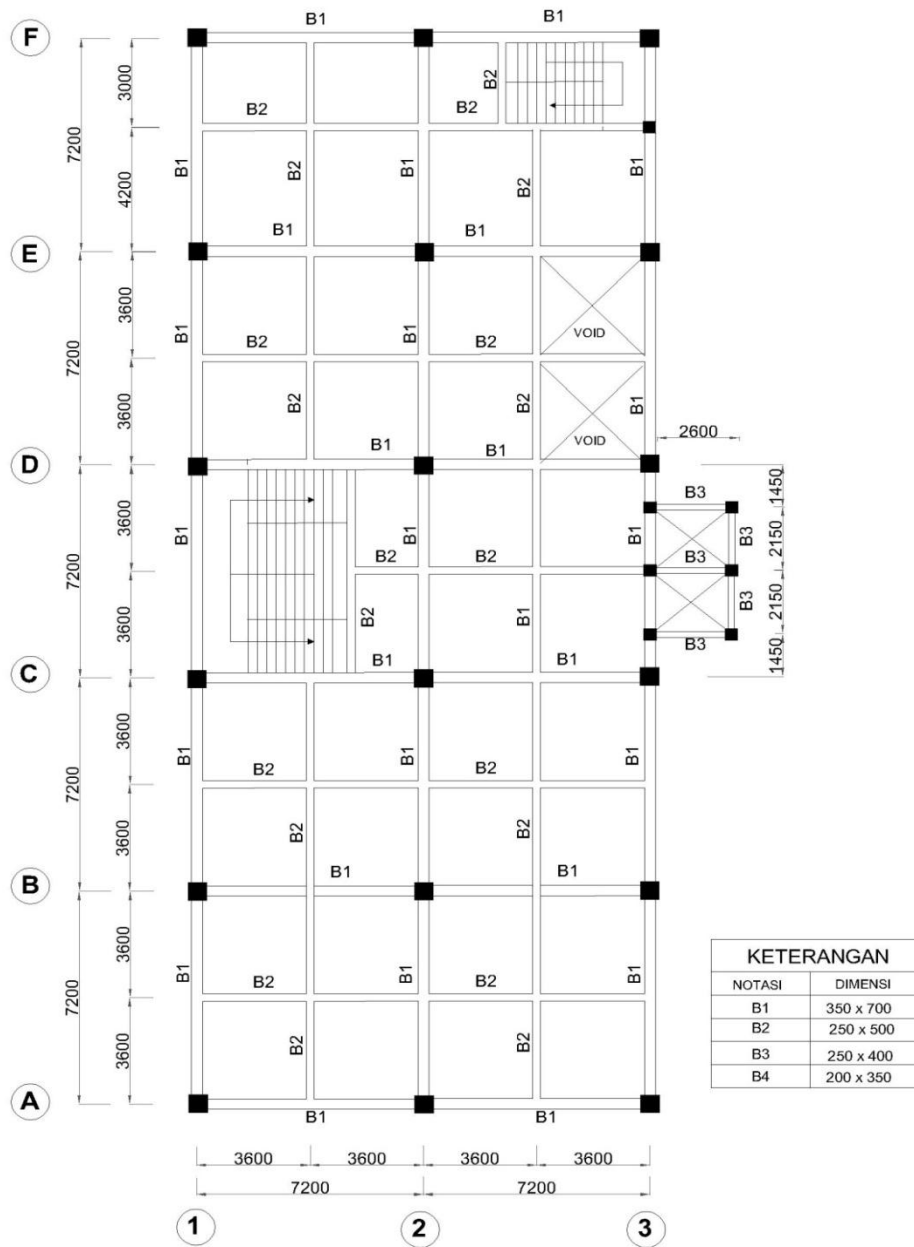 B1
B1
F
3000
B2
B2
B2
7200
B1
4200
B2
B1
B2
B1
B1
B1
E
3600
B1
B2
B1
B2
VOID
7200
3600
B2
B2
B1
VOID
B1
B1
2600
D
3600
B1
B1
B1
B3
1450
B2
B2
B3
2150
7200
B3
3600
B2
B1
B3
2150
B1
B1
B3
1450
C
3600
B1
B1
B1
B2
B2
7200
3600
B2
B2
B1
B1
B
3600
B1
B2
B1
B2
B1
7200
3600
B2
B2
A
B1
B1
KETERANGAN
NOTASI DIMENSI
B1 350 x 700
B2 250 x 500
B3 250 x 400
B4 200 x 350
3600 3600 3600 3600
7200 7200
1 2 3